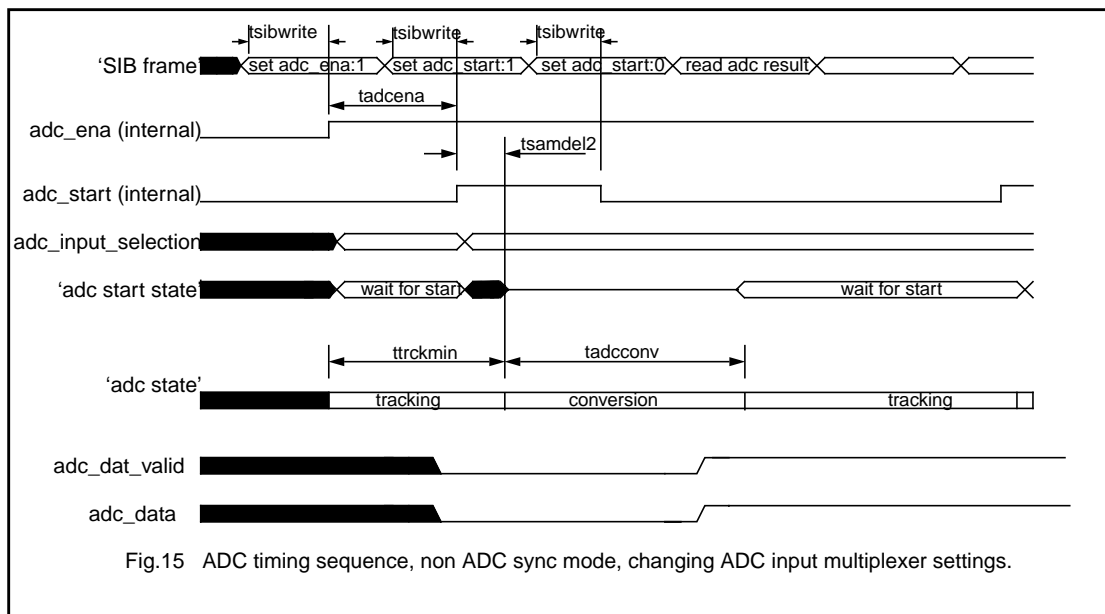 tsibwrite tsibwrite tsibwrite
‘SIB frame’ set adc_ena:1 set adc_start:1 set adc_start:0 read adc result
tadcena
adc_ena (internal)
tsamdel2
adc_start (internal)
adc_input_selection
‘adc start state’ wait for start wait for start
ttrckmin tadcconv
‘adc state’
tracking conversion tracking
adc_dat_valid
adc_data
Fig.15 ADC timing sequence, non ADC sync mode, changing ADC input multiplexer settings.